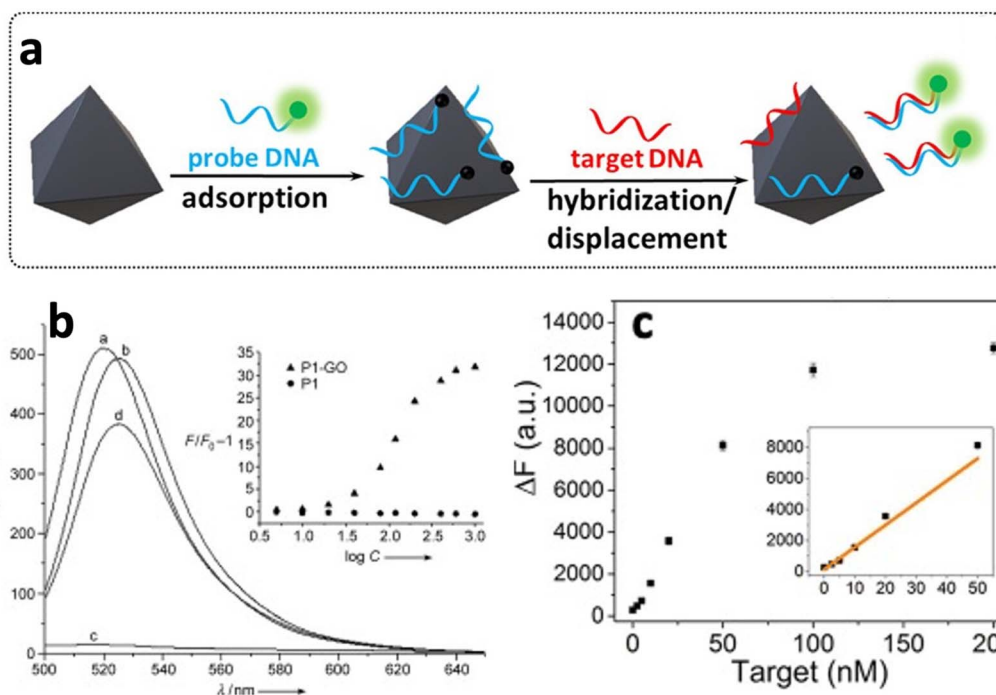 a
probe DNA
adsorption
target DNA
hybridization/
displacement
b
500
400
300
200
100
0
a
b
d
c
500 520 540 560 580 600 620 640
λ/nm
35
30
25
20
15
10
5
0
F/F₀–1
▲ P1-GO
● P1
0.5 1.0 1.5 2.0 2.5 3.0
log C
c
14000
12000
10000
8000
6000
4000
2000
0
ΔF (a.u.)
0 50 100 150 20
Target (nM)
8000
6000
4000
2000
0
0 10 20 30 40 50